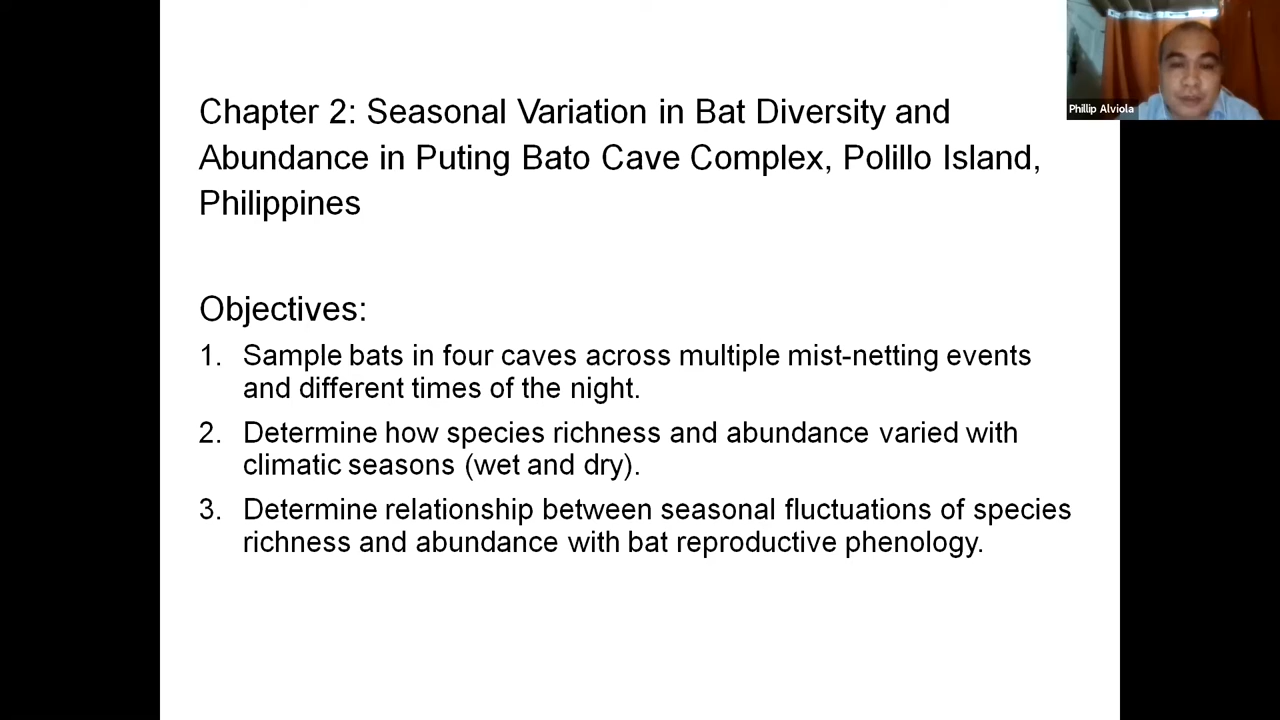 Chapter 2: Seasonal Variation in Bat Diversity and
Abundance in Puting Bato Cave Complex, Polillo Island,
Philippines
Objectives:
1. Sample bats in four caves across multiple mist-netting events
and different times of the night.
2. Determine how species richness and abundance varied with
climatic seasons (wet and dry).
3. Determine relationship between seasonal fluctuations of species
richness and abundance with bat reproductive phenology.
Phillip Alviola